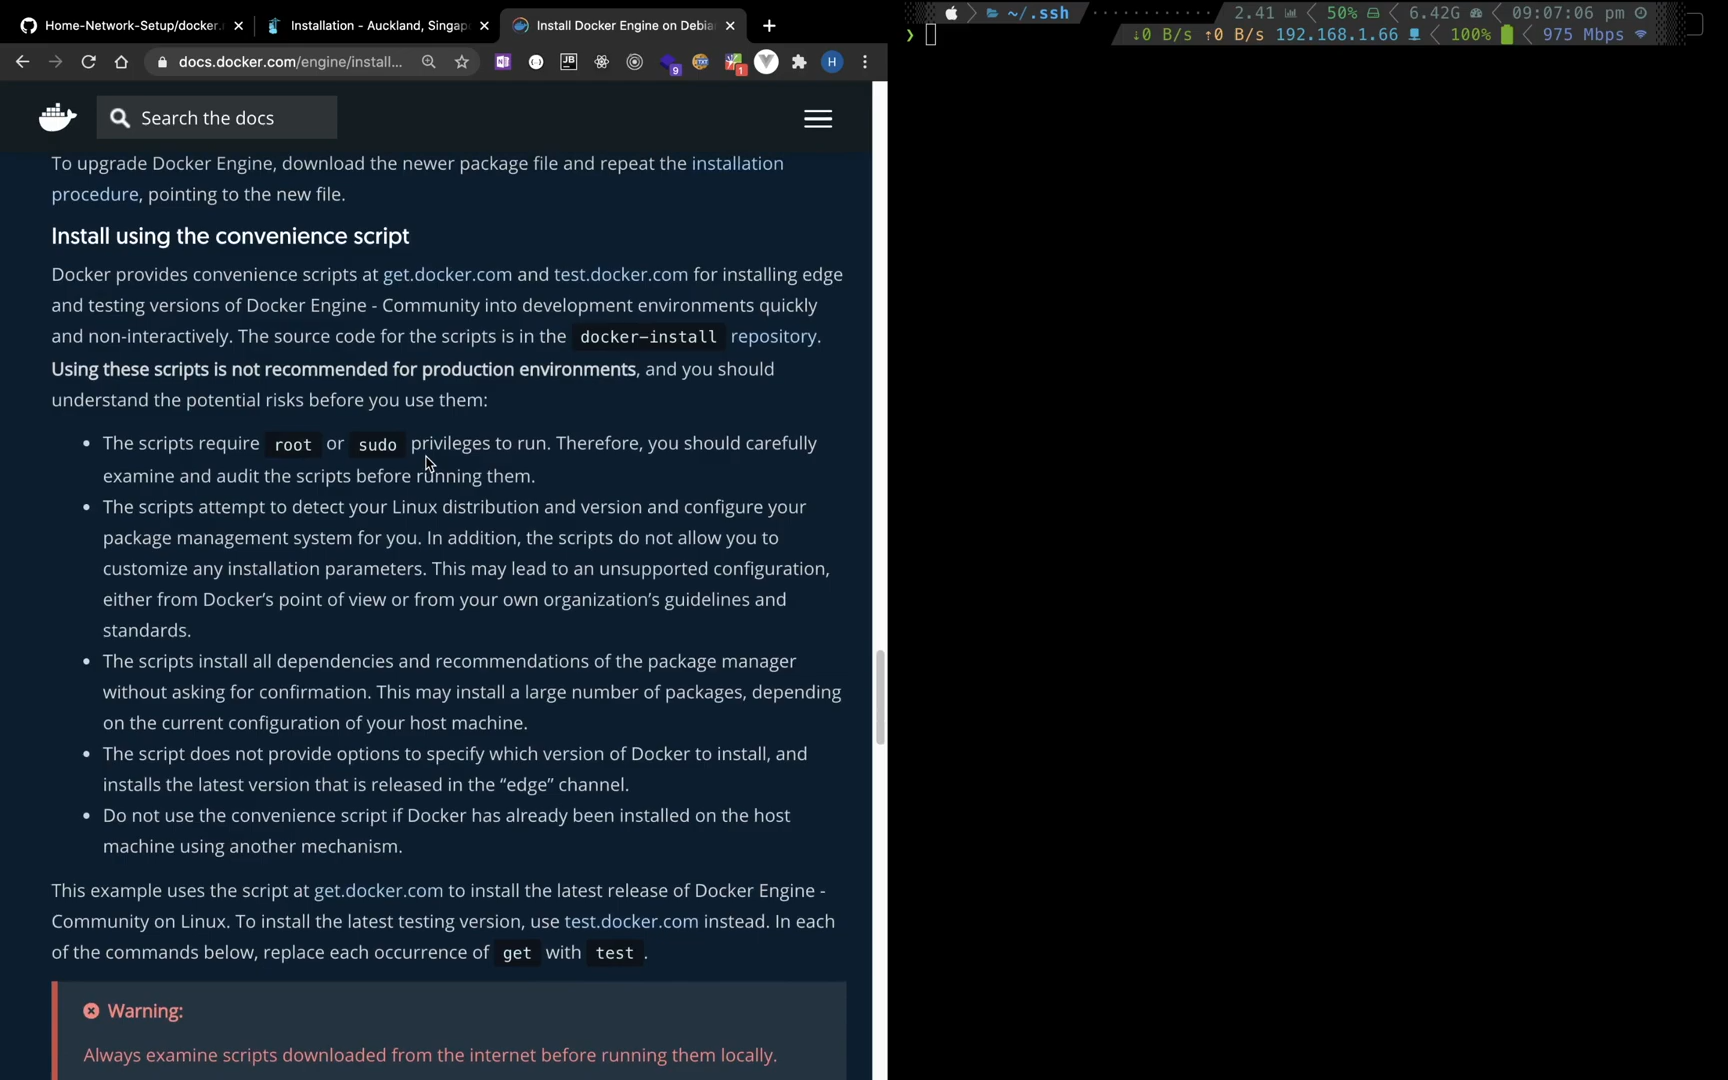 Home-Network-Setup/docker.
Installation - Auckland, Singap
Install Docker Engine on Debia
docs.docker.com/engine/install...
9
1
H
Search the docs
To upgrade Docker Engine, download the newer package file and repeat the installation
procedure, pointing to the new file.
Install using the convenience script
Docker provides convenience scripts at get.docker.com and test.docker.com for installing edge
and testing versions of Docker Engine - Community into development environments quickly
and non-interactively. The source code for the scripts is in the docker-install repository.
Using these scripts is not recommended for production environments, and you should
understand the potential risks before you use them:
• The scripts require root or sudo privileges to run. Therefore, you should carefully
examine and audit the scripts before running them.
• The scripts attempt to detect your Linux distribution and version and configure your
package management system for you. In addition, the scripts do not allow you to
customize any installation parameters. This may lead to an unsupported configuration,
either from Docker’s point of view or from your own organization’s guidelines and
standards.
• The scripts install all dependencies and recommendations of the package manager
without asking for confirmation. This may install a large number of packages, depending
on the current configuration of your host machine.
• The script does not provide options to specify which version of Docker to install, and
installs the latest version that is released in the “edge” channel.
• Do not use the convenience script if Docker has already been installed on the host
machine using another mechanism.
This example uses the script at get.docker.com to install the latest release of Docker Engine -
Community on Linux. To install the latest testing version, use test.docker.com instead. In each
of the commands below, replace each occurrence of get with test .
Warning:
Always examine scripts downloaded from the internet before running them locally.
~/.ssh 2.41 50% 6.42G 09:07:06 pm
❯ ↓0 B/s ↑0 B/s 192.168.1.66 100% 975 Mbps